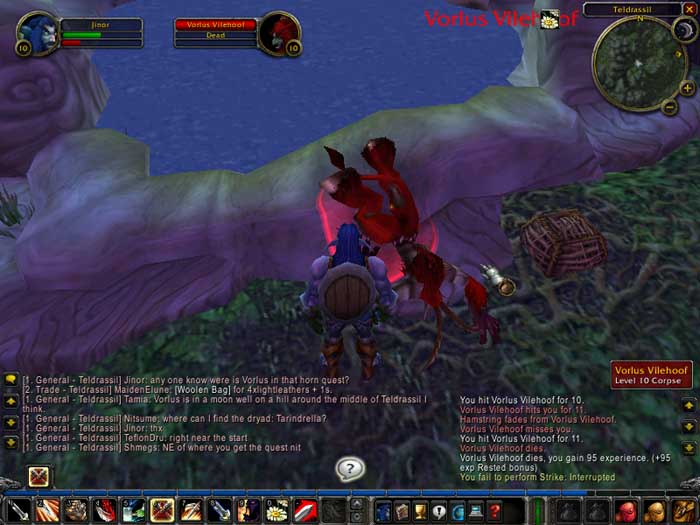 Jinor
10
Vorlus Vilehoof
Dead
10
Vorlus Vilehoof
Teldrassil
N
[1. General - Teldrassil] Jinor: any one know were is Vorlus in that horn quest?
[2. Trade - Teldrassil] MaidenElune: [Woolen Bag] for 4xlightleathers + 1s.
[1. General - Teldrassil] Tamia: Vorlus is in a moon well on a hill around the middle of Teldrassil I
think.
[1. General - Teldrassil] Nitsume: where can I find the dryad: Tarindrella?
[1. General - Teldrassil] Jinor: thx
[1. General - Teldrassil] TeflonDru: right near the start
[1. General - Teldrassil] Shmegs: NE of where you get the quest nit
Vorlus Vilehoof
Level 10 Corpse
You hit Vorlus Vilehoof for 10.
Vorlus Vilehoof hits you for 11.
Hamstring fades from Vorlus Vilehoof.
Vorlus Vilehoof misses you.
You hit Vorlus Vilehoof for 11.
Vorlus Vilehoof dies.
Vorlus Vilehoof dies, you gain 95 experience. (+95
exp Rested bonus)
You fail to perform Strike: Interrupted